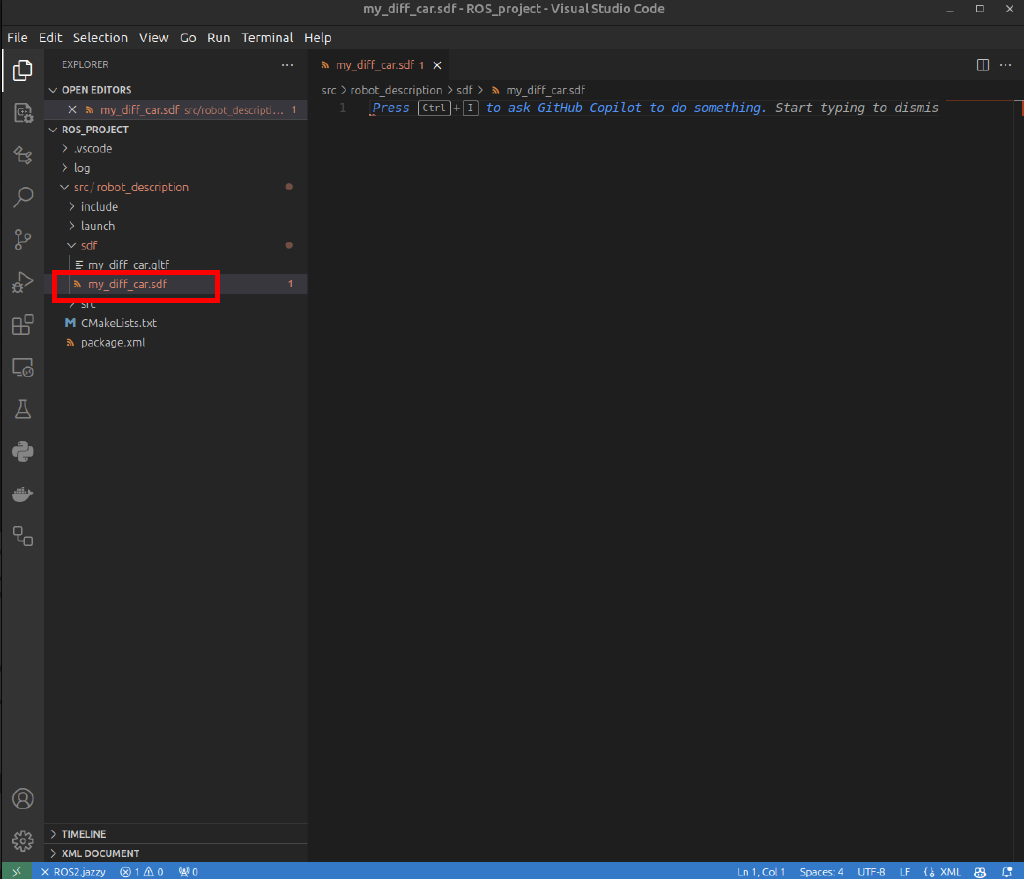 my_diff_car.sdf - ROS_project - Visual Studio Code
File Edit Selection View Go Run Terminal Help
EXPLORER
my_diff_car.sdf 1
OPEN EDITORS
my_diff_car.sdf src/robot_descripti... 1
src > robot_description > sdf > my_diff_car.sdf
1 Press Ctrl + I to ask GitHub Copilot to do something. Start typing to dismis
ROS_PROJECT
.vscode
log
src / robot_description
include
launch
sdf
my_diff_car.gltf
my_diff_car.sdf 1
src
CMakeLists.txt
package.xml
TIMELINE
XML DOCUMENT
ROS2.jazzy 1 0 0 Ln 1, Col 1 Spaces: 4 UTF-8 LF XML